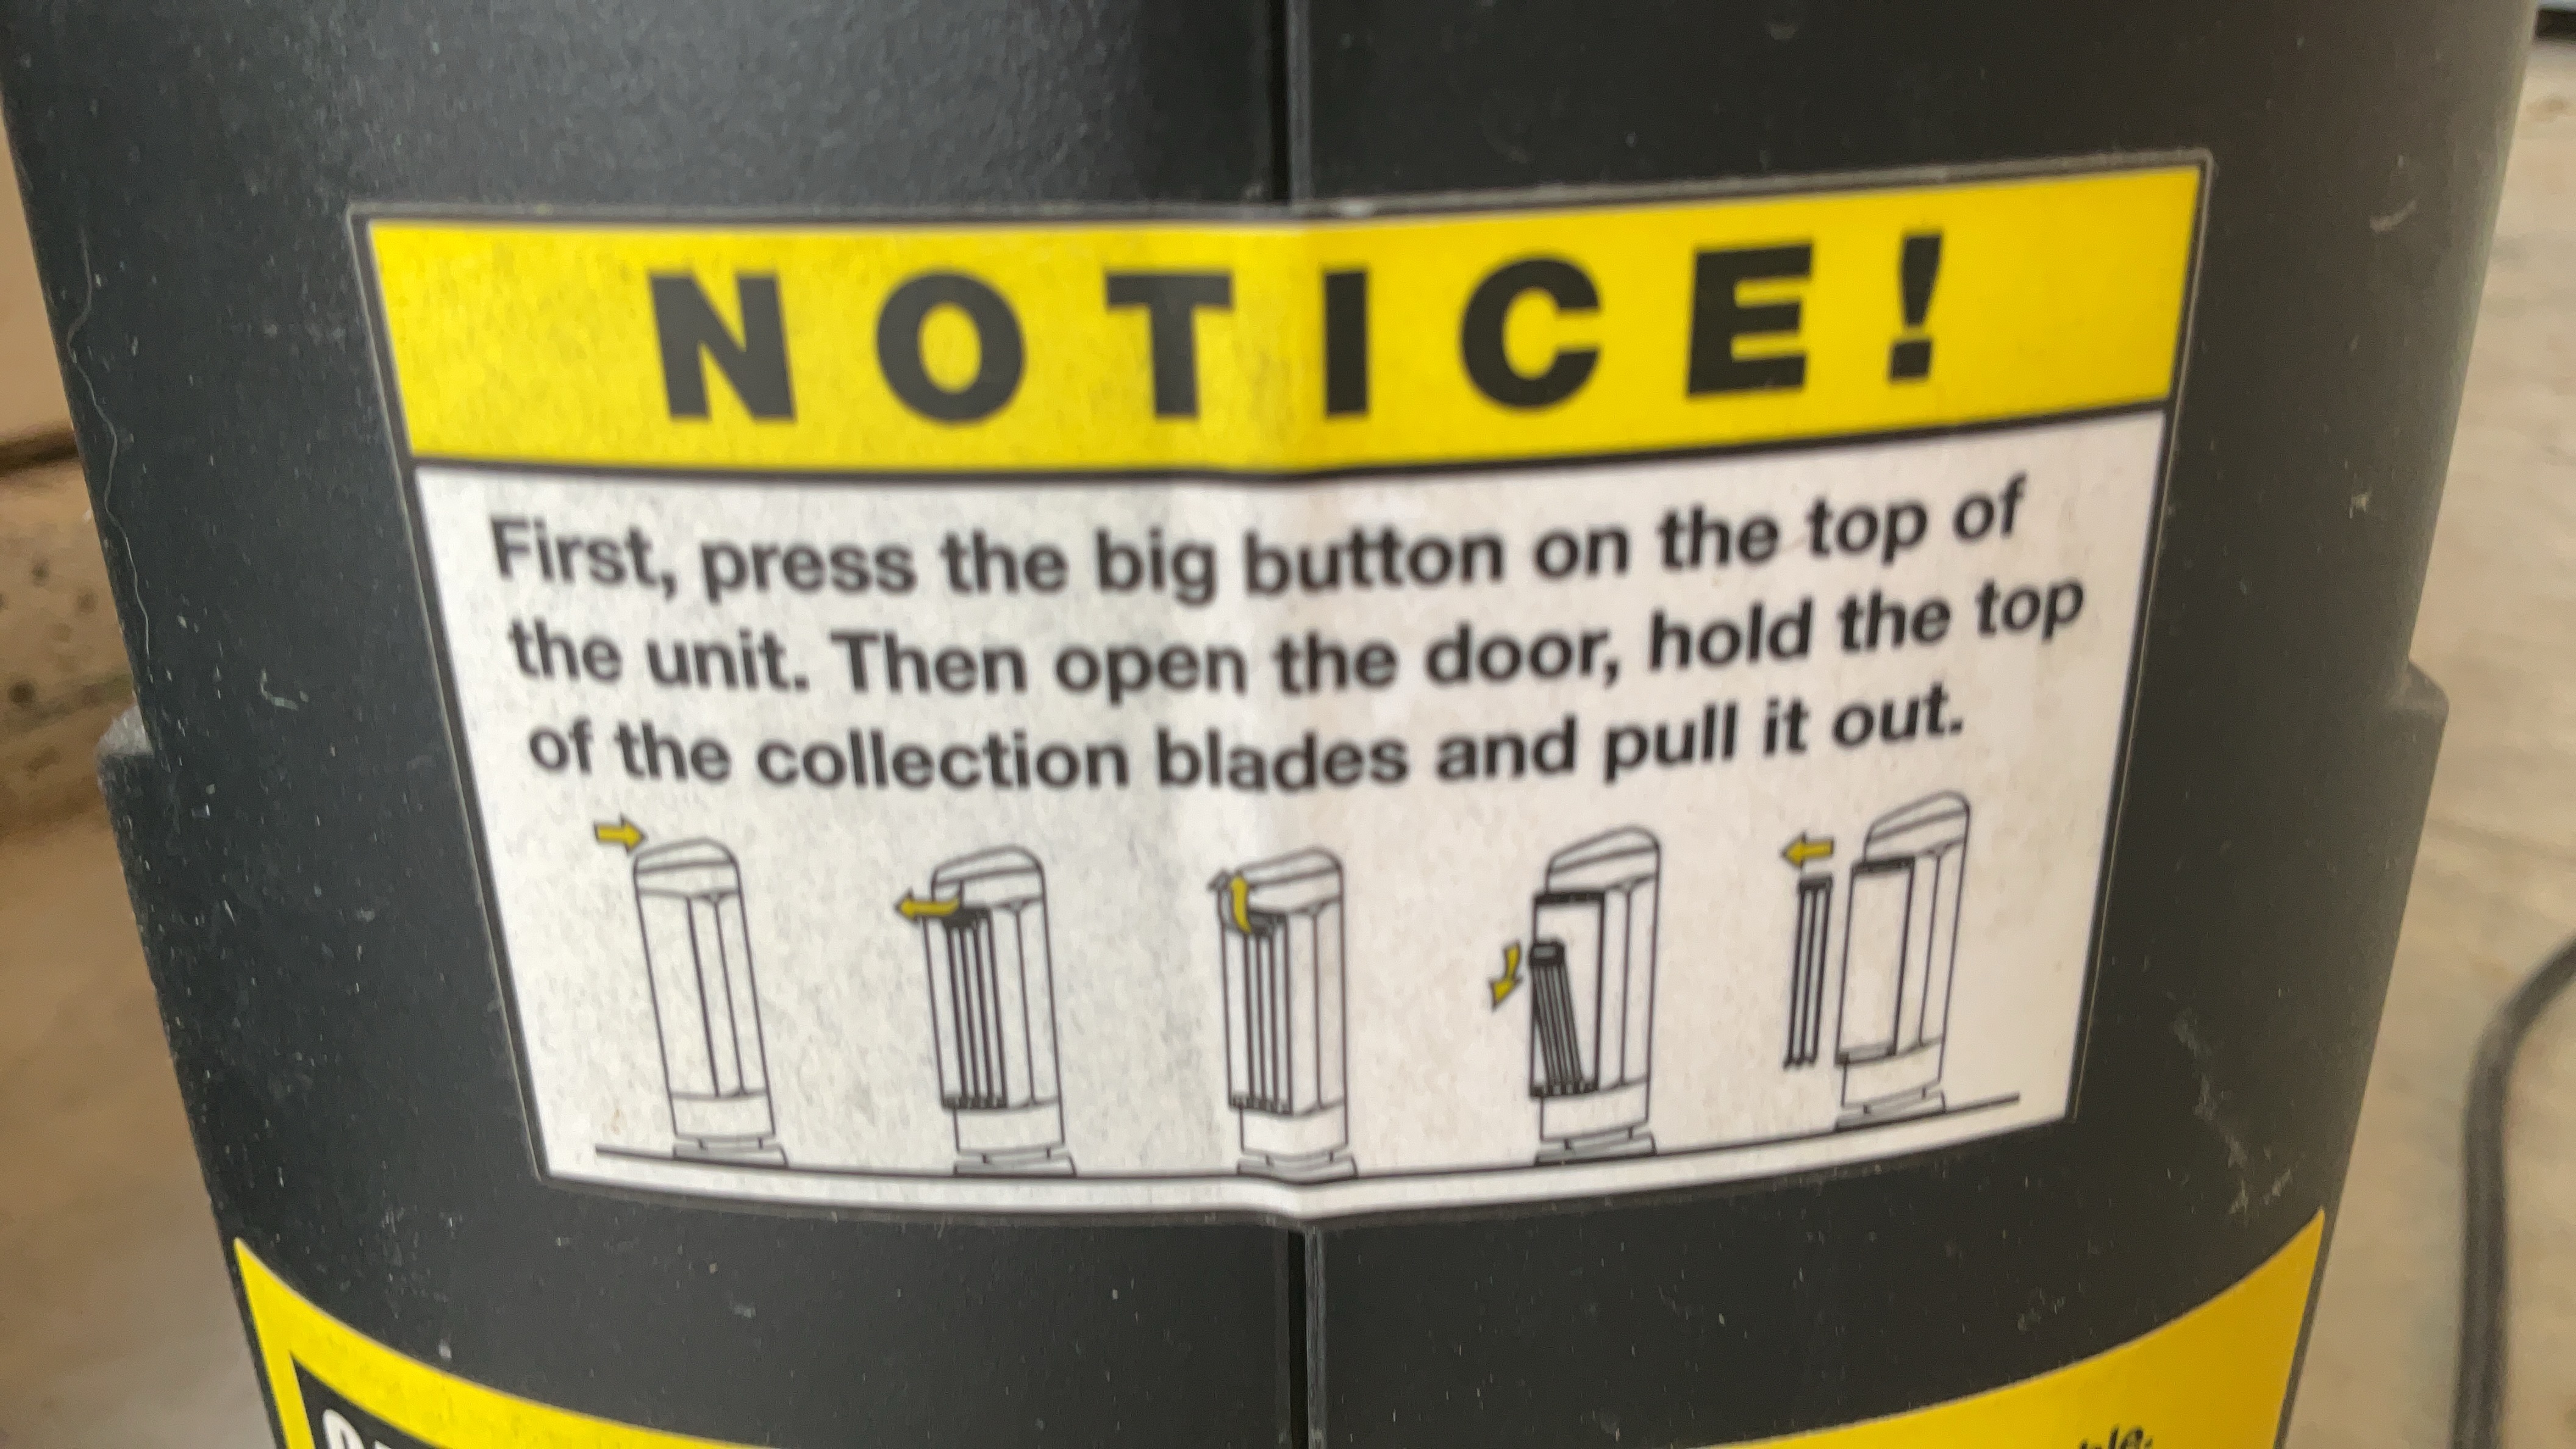 NOTICE!
First, press the big button on the top of
the unit. Then open the door, hold the top
of the collection blades and pull it out.